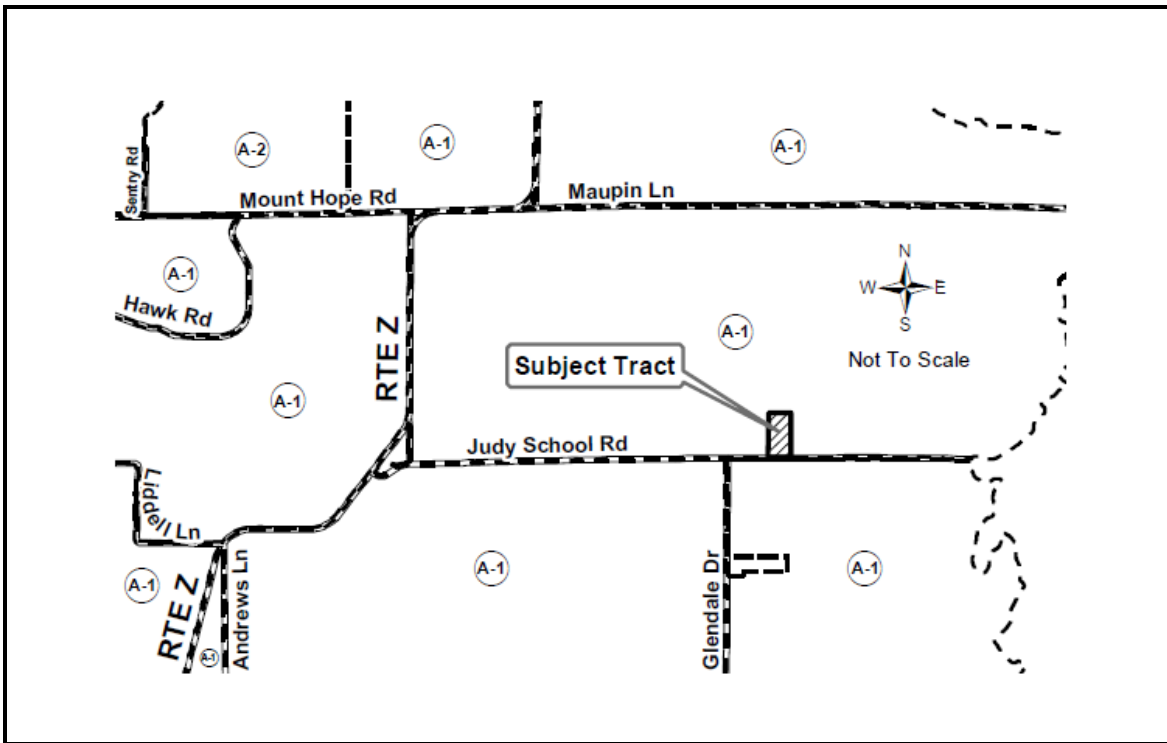 A-2
A-1
A-1
Sentry Rd
Mount Hope Rd
Maupin Ln
A-1
Hawk Rd
N
W
E
S
Not To Scale
RTE Z
A-1
Subject Tract
A-1
Judy School Rd
Liddell Ln
A-1
RTE Z
A-1
Andrews Ln
A-1
Glendale Dr
A-1